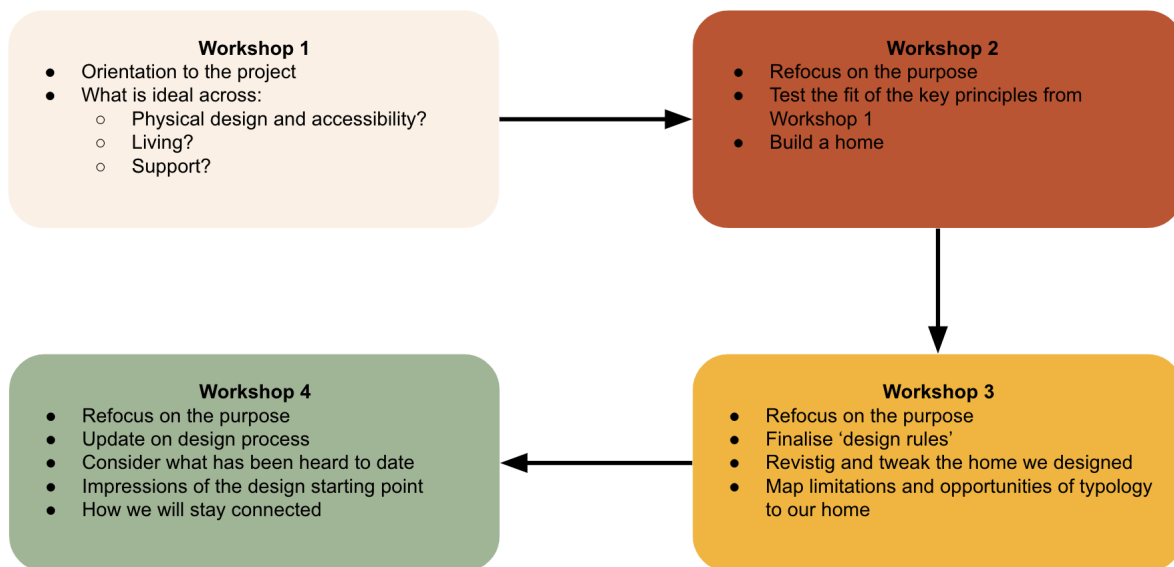 Workshop 1
● Orientation to the project
● What is ideal across:
○ Physical design and accessibility?
○ Living?
○ Support?
Workshop 2
● Refocus on the purpose
● Test the fit of the key principles from
Workshop 1
● Build a home
Workshop 3
● Refocus on the purpose
● Finalise ‘design rules’
● Revistig and tweak the home we designed
● Map limitations and opportunities of typology
to our home
Workshop 4
● Refocus on the purpose
● Update on design process
● Consider what has been heard to date
● Impressions of the design starting point
● How we will stay connected